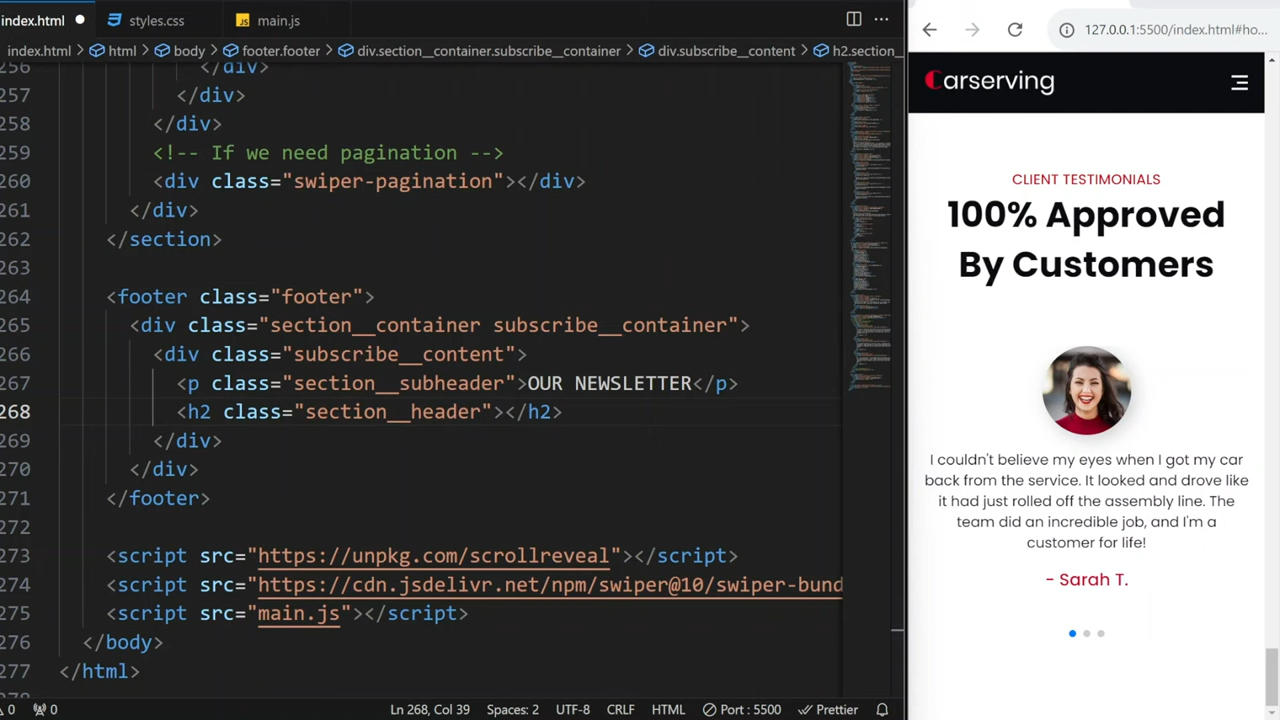 index.html
styles.css
JS main.js
index.html > html > body > footer.footer > div.section__container.subscribe__container > div.subscribe__content > h2.section_
256 </div>
257 </div>
258 </div>
259 <!-- If we need pagination -->
260 <div class="swiper-pagination"></div>
261 </div>
262 </section>
263
264 <footer class="footer">
265 <div class="section__container subscribe__container">
266 <div class="subscribe__content">
267 <p class="section__subheader">OUR NEWSLETTER</p>
268 <h2 class="section__header"></h2>
269 </div>
270 </div>
271 </footer>
272
273 <script src="https://unpkg.com/scrollreveal"></script>
274 <script src="https://cdn.jsdelivr.net/npm/swiper@10/swiper-bund
275 <script src="main.js"></script>
276 </body>
277 </html>
278
0 0 Ln 268, Col 39 Spaces: 2 UTF-8 CRLF HTML Port : 5500 Prettier
127.0.0.1:5500/index.html#ho...
Carserving
CLIENT TESTIMONIALS
100% Approved
By Customers
I couldn't believe my eyes when I got my car
back from the service. It looked and drove like
it had just rolled off the assembly line. The
team did an incredible job, and I'm a
customer for life!
- Sarah T.